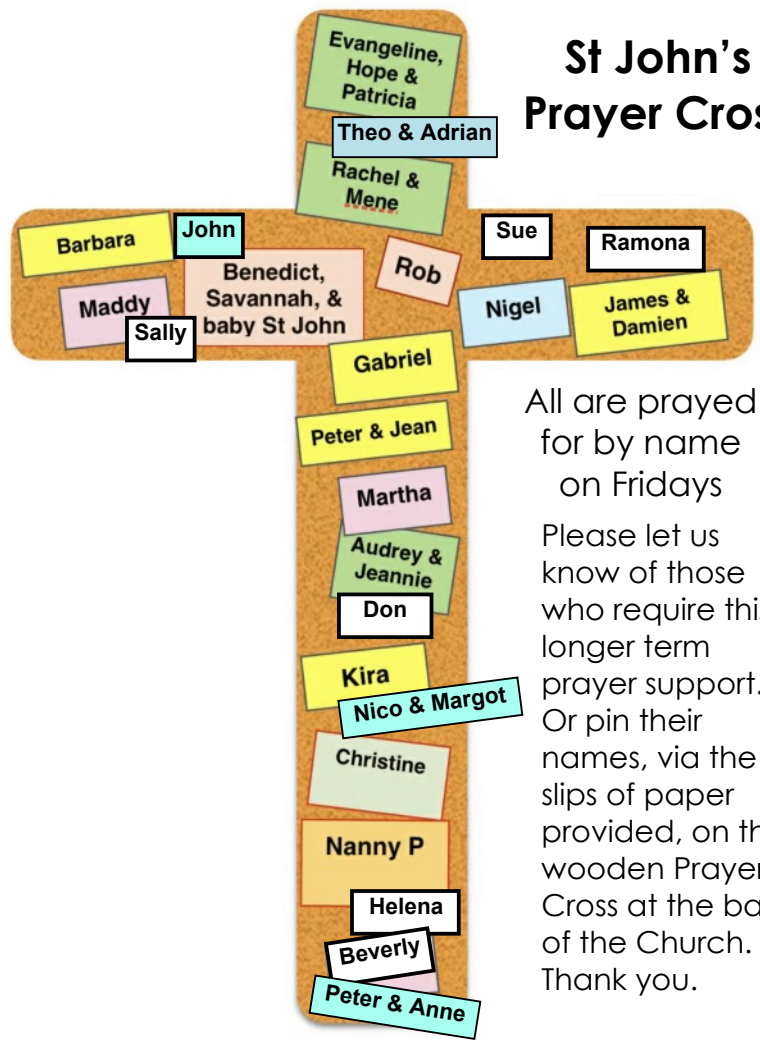 St John's
Prayer Cros
Evangeline,
Hope &
Patricia
Theo & Adrian
Rachel &
Mene
Barbara
John
Sue
Ramona
Benedict,
Savannah, &
baby St John
Rob
Maddy
Sally
Nigel
James &
Damien
Gabriel
Peter & Jean
Martha
Audrey &
Jeannie
Don
Kira
Nico & Margot
Christine
Nanny P
Helena
Beverly
Peter & Anne
All are prayed
for by name
on Fridays
Please let us
know of those
who require this
longer term
prayer support.
Or pin their
names, via the
slips of paper
provided, on th
wooden Prayer
Cross at the ba
of the Church.
Thank you.